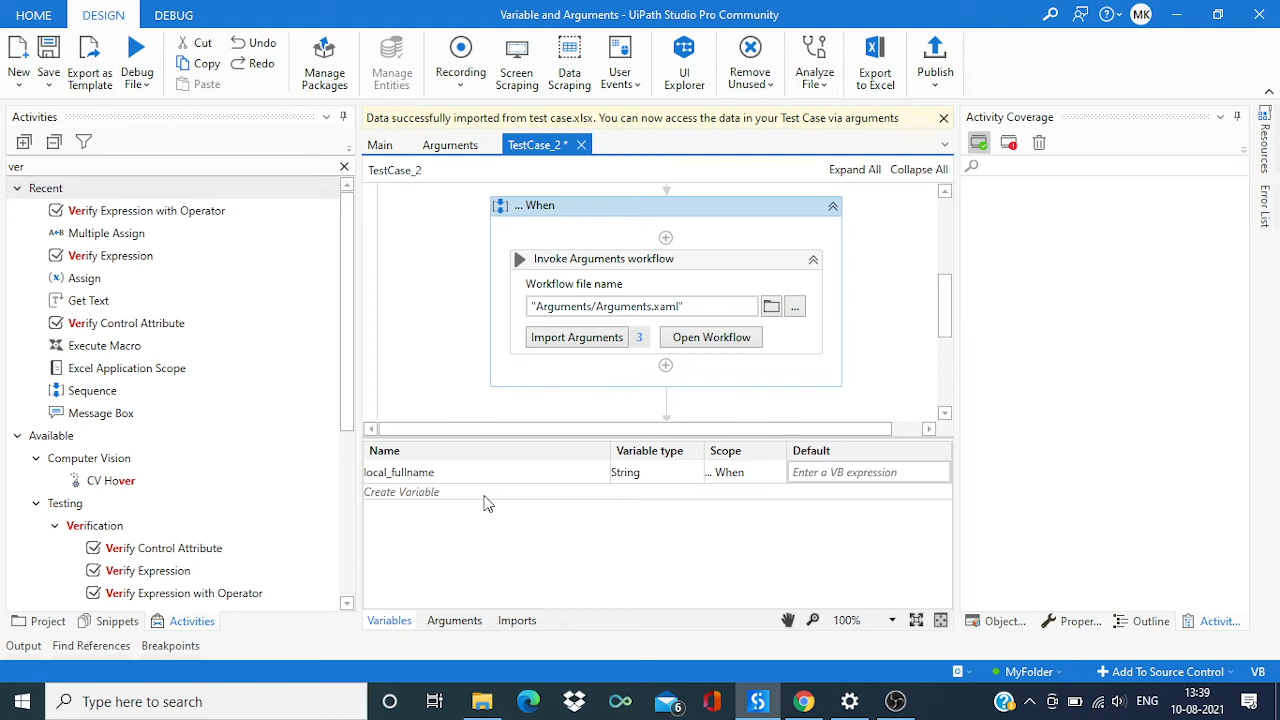 HOME DESIGN DEBUG Variable and Arguments - UiPath Studio Pro Community MK
New Save Export as Template Debug File Cut Copy Paste Undo Redo Manage Packages Manage Entities Recording Screen Scraping Data Scraping User Events UI Explorer Remove Unused Analyze File Export to Excel Publish
Activities
ver
Recent
Verify Expression with Operator
Multiple Assign
Verify Expression
Assign
Get Text
Verify Control Attribute
Execute Macro
Excel Application Scope
Sequence
Message Box
Available
Computer Vision
CV Hover
Testing
Verification
Verify Control Attribute
Verify Expression
Verify Expression with Operator
Project Snippets Activities
Data successfully imported from test case.xlsx. You can now access the data in your Test Case via arguments
Main Arguments TestCase_2 *
TestCase_2 Expand All Collapse All
... When
Invoke Arguments workflow
Workflow file name
"Arguments/Arguments.xaml" ...
Import Arguments 3 Open Workflow
Name Variable type Scope Default
local_fullname String ... When Enter a VB expression
Create Variable
Variables Arguments Imports 100%
Activity Coverage
Resources
Error List
Object... Proper... Outline Activit...
Output Find References Breakpoints
MyFolder Add To Source Control VB
Type here to search 6 ENG 13:39
10-08-2021